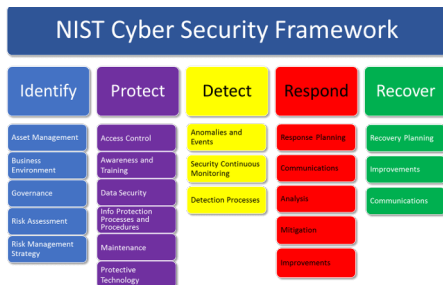 NIST Cyber Security Framework
Identify
Protect
Detect
Respond
Recover
Asset Management
Business
Environment
Governance
Risk Assessment
Risk Management
Strategy
Access Control
Awareness and
Training
Data Security
Info Protection
Processes and
Procedures
Maintenance
Protective
Technology
Anomalies and
Events
Security Continuous
Monitoring
Detection Processes
Response Planning
Communications
Analysis
Mitigation
Improvements
Recovery Planning
Improvements
Communications